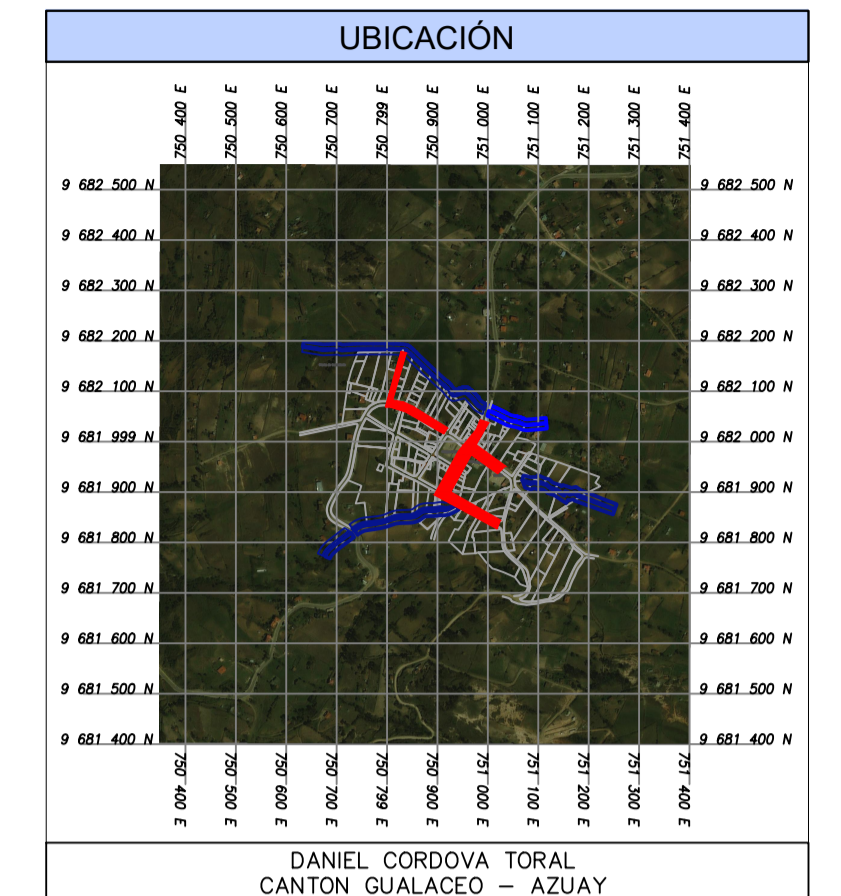 UBICACIÓN
750 400 E
750 500 E
750 600 E
750 700 E
750 799 E
750 900 E
751 000 E
751 100 E
751 200 E
751 300 E
751 400 E
9 682 500 N 9 682 500 N
9 682 400 N 9 682 400 N
9 682 300 N 9 682 300 N
9 682 200 N 9 682 200 N
9 682 100 N 9 682 100 N
9 681 999 N 9 682 000 N
9 681 900 N 9 681 900 N
9 681 800 N 9 681 800 N
9 681 700 N 9 681 700 N
9 681 600 N 9 681 600 N
9 681 500 N 9 681 500 N
9 681 400 N 9 681 400 N
750 400 E
750 500 E
750 600 E
750 700 E
750 799 E
750 900 E
751 000 E
751 100 E
751 200 E
751 300 E
751 400 E
DANIEL CORDOVA TORAL
CANTON GUALACEO – AZUAY